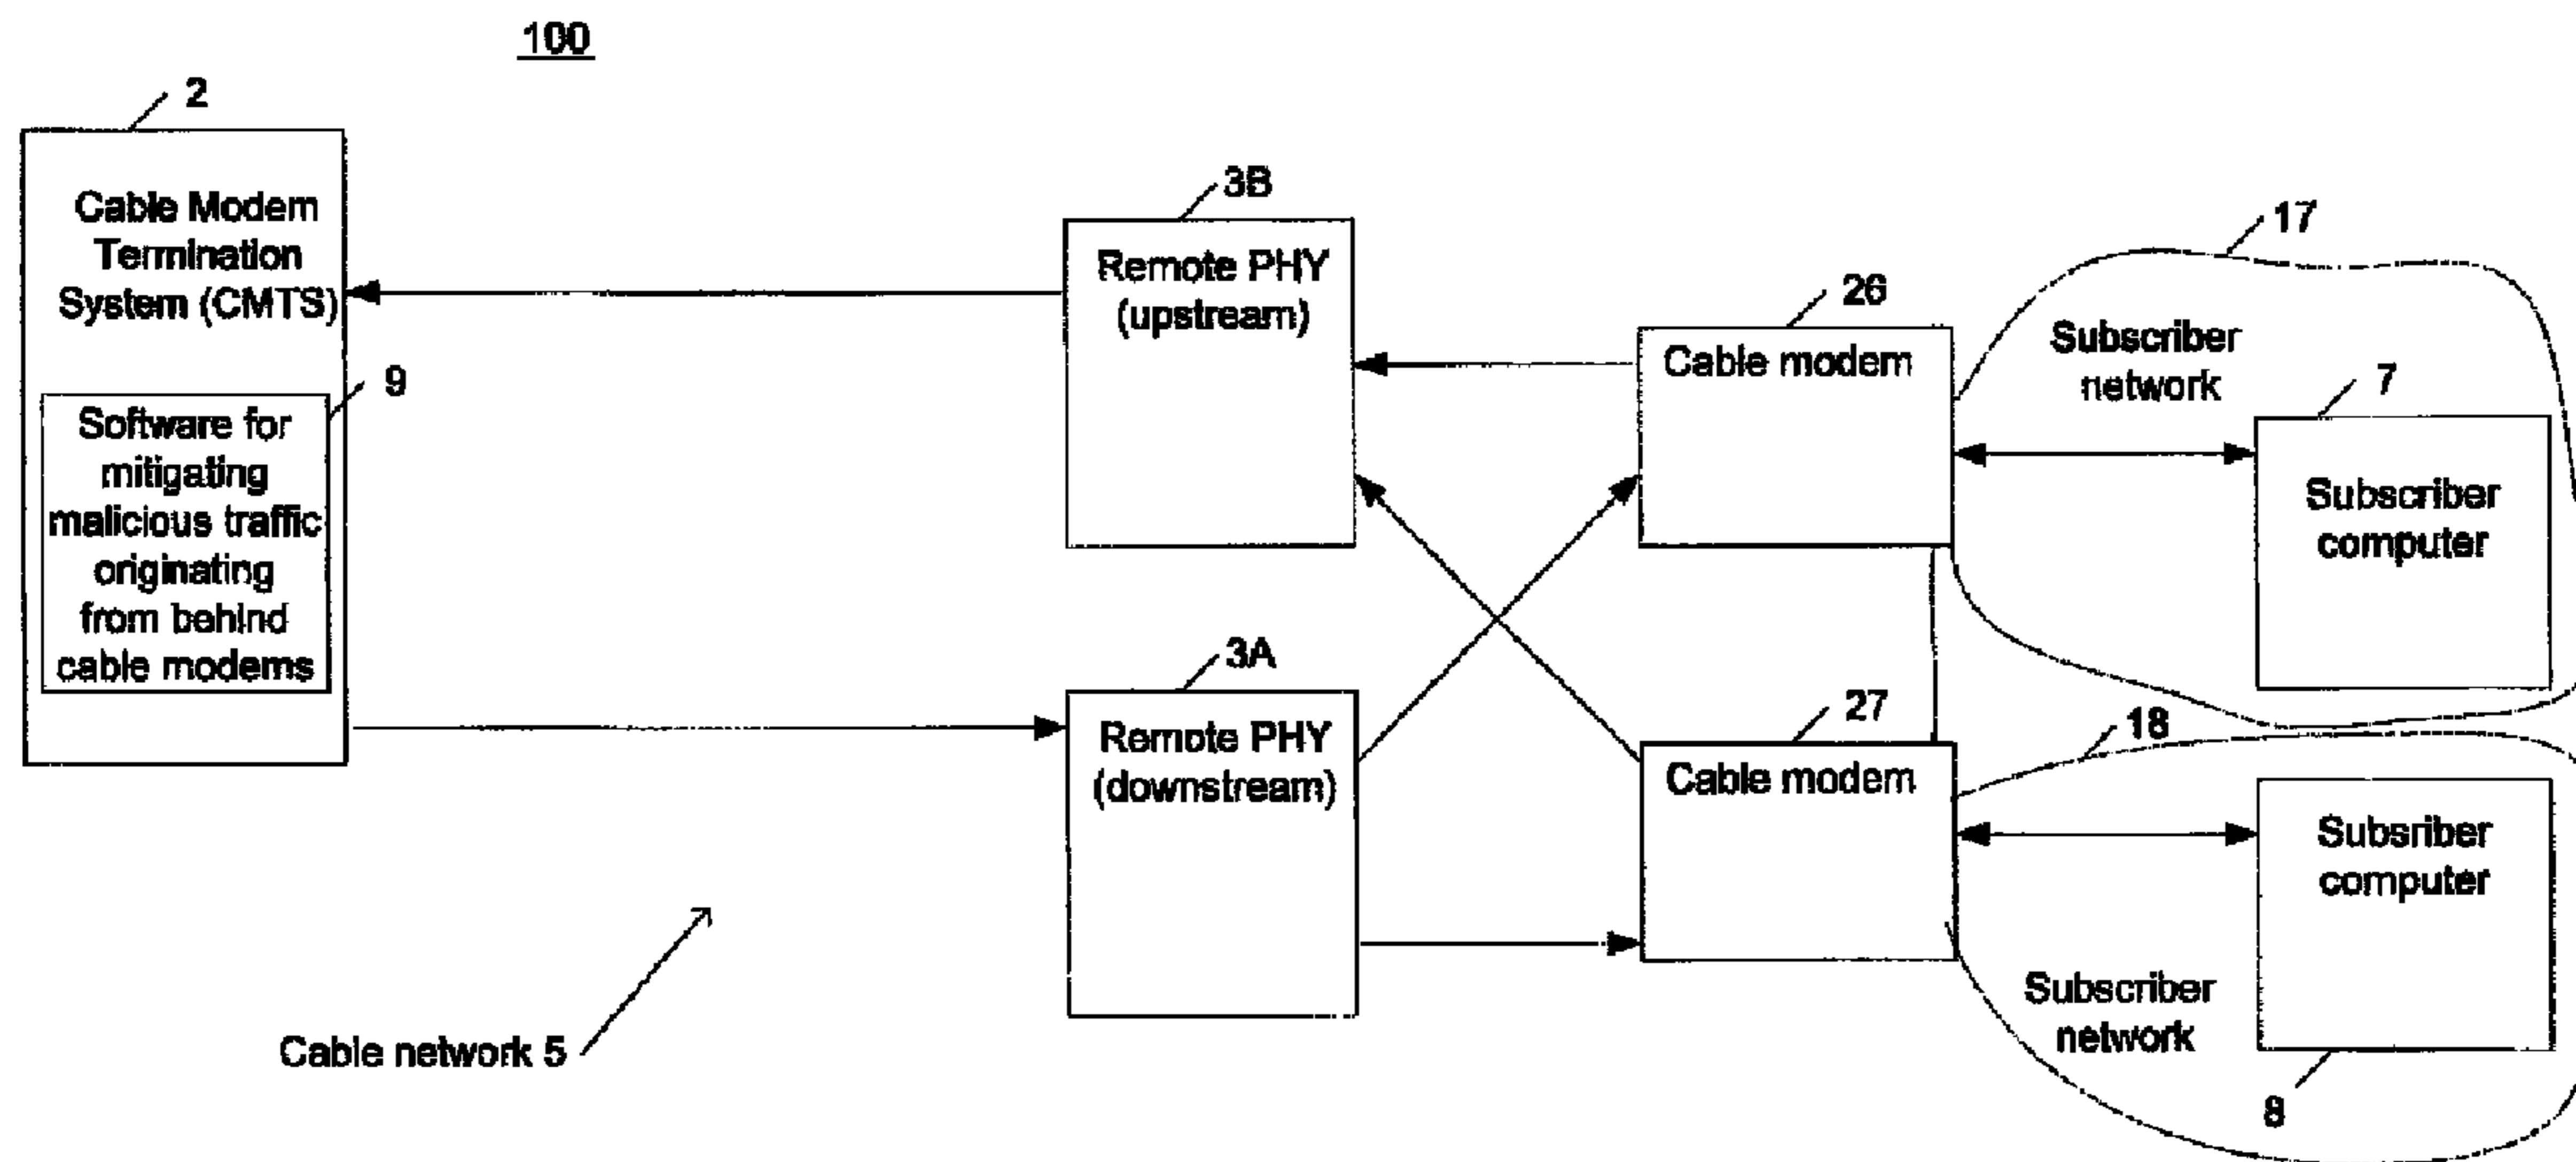 100
2
Cable Modem
Termination
System (CMTS)
9
Software for
mitigating
malicious traffic
originating
from behind
cable modems
3B
Remote PHY
(upstream)
3A
Remote PHY
(downstream)
26
Cable modem
27
Cable modem
17
Subscriber
network
7
Subscriber
computer
18
Subsriber
computer
Subscriber
network
8
Cable network 5